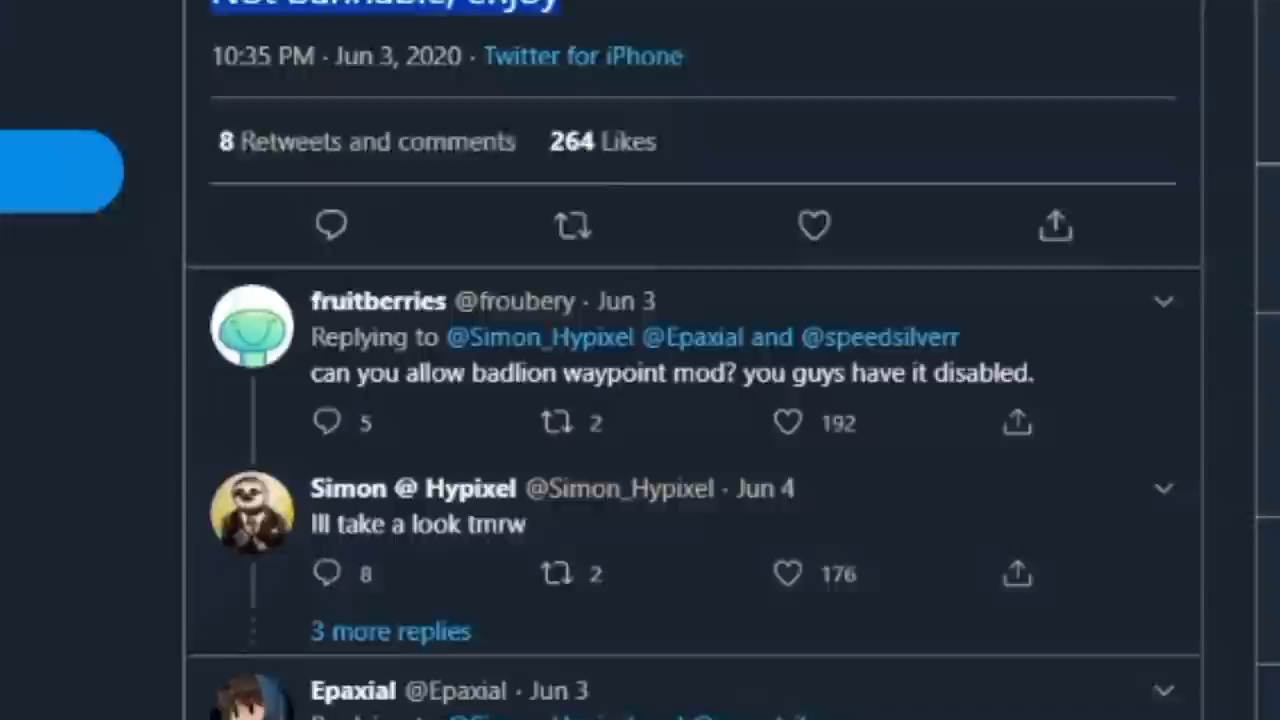 Not bannable, enjoy
10:35 PM · Jun 3, 2020 · Twitter for iPhone
8 Retweets and comments 264 Likes
fruitberries @froubery · Jun 3
Replying to @Simon_Hypixel @Epaxial and @speedsilverr
can you allow badlion waypoint mod? you guys have it disabled.
5 2 192
Simon @ Hypixel @Simon_Hypixel · Jun 4
Ill take a look tmrw
8 2 176
3 more replies
Epaxial @Epaxial · Jun 3